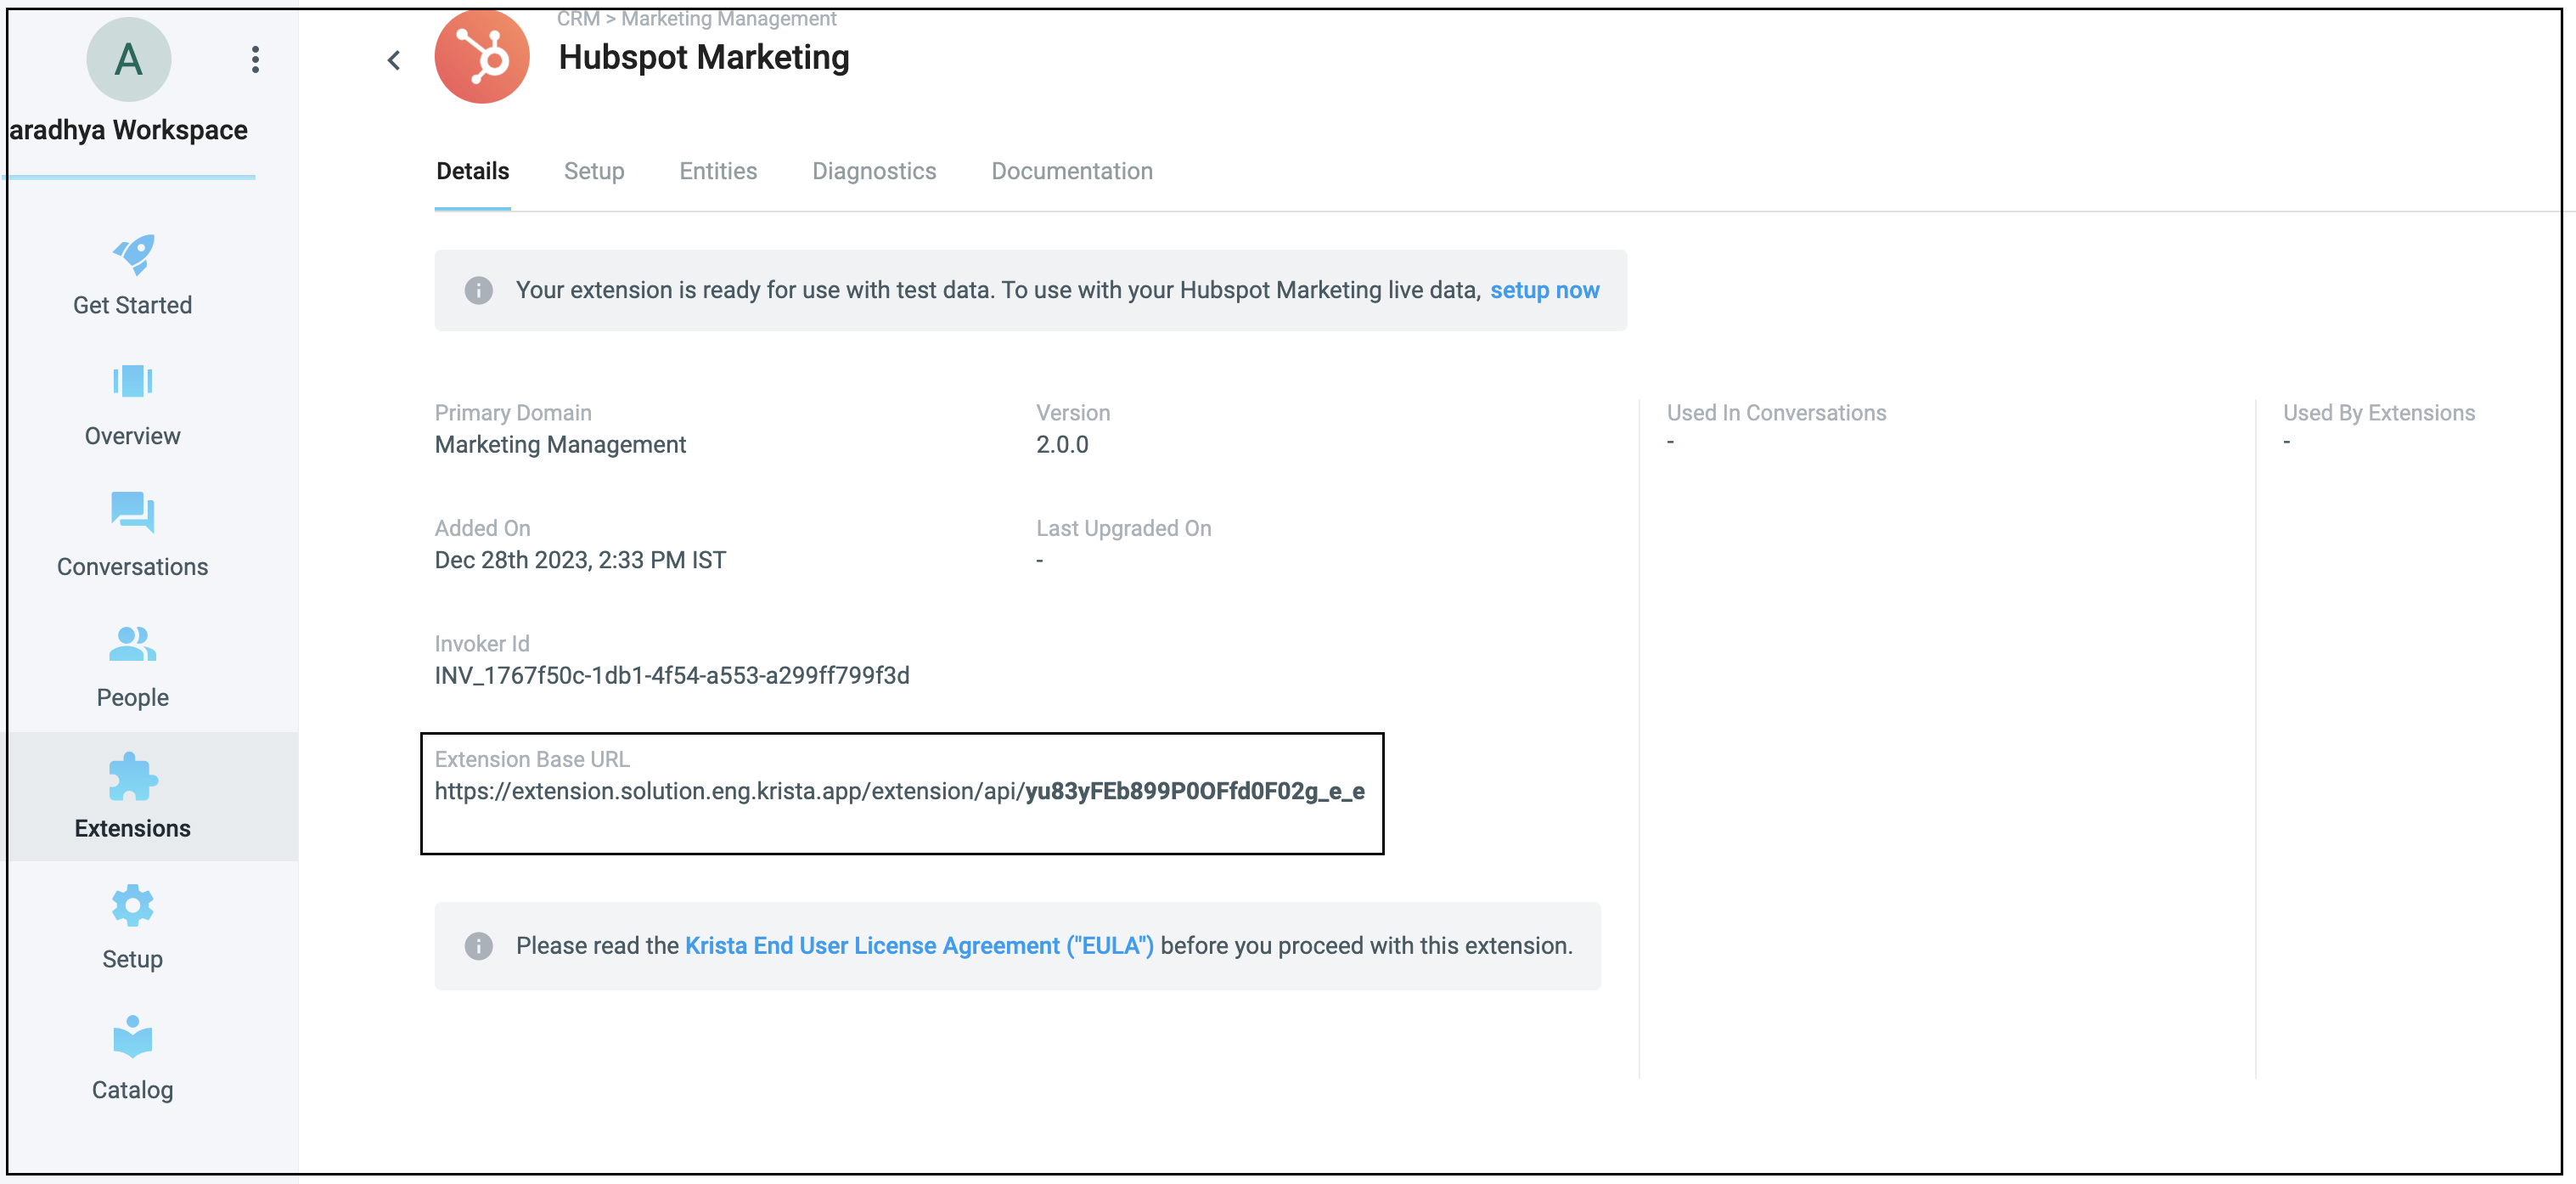 A
aradhya Workspace
Get Started
Overview
Conversations
People
Extensions
Setup
Catalog
CRM > Marketing Management
Hubspot Marketing
Details Setup Entities Diagnostics Documentation
Your extension is ready for use with test data. To use with your Hubspot Marketing live data, setup now
Primary Domain
Marketing Management
Version
2.0.0
Added On
Dec 28th 2023, 2:33 PM IST
Last Upgraded On
-
Invoker Id
INV_1767f50c-1db1-4f54-a553-a299ff799f3d
Extension Base URL
https://extension.solution.eng.krista.app/extension/api/yu83yFEb899P0OFfd0F02g_e_e
Please read the Krista End User License Agreement ("EULA") before you proceed with this extension.
Used In Conversations
-
Used By Extensions
-